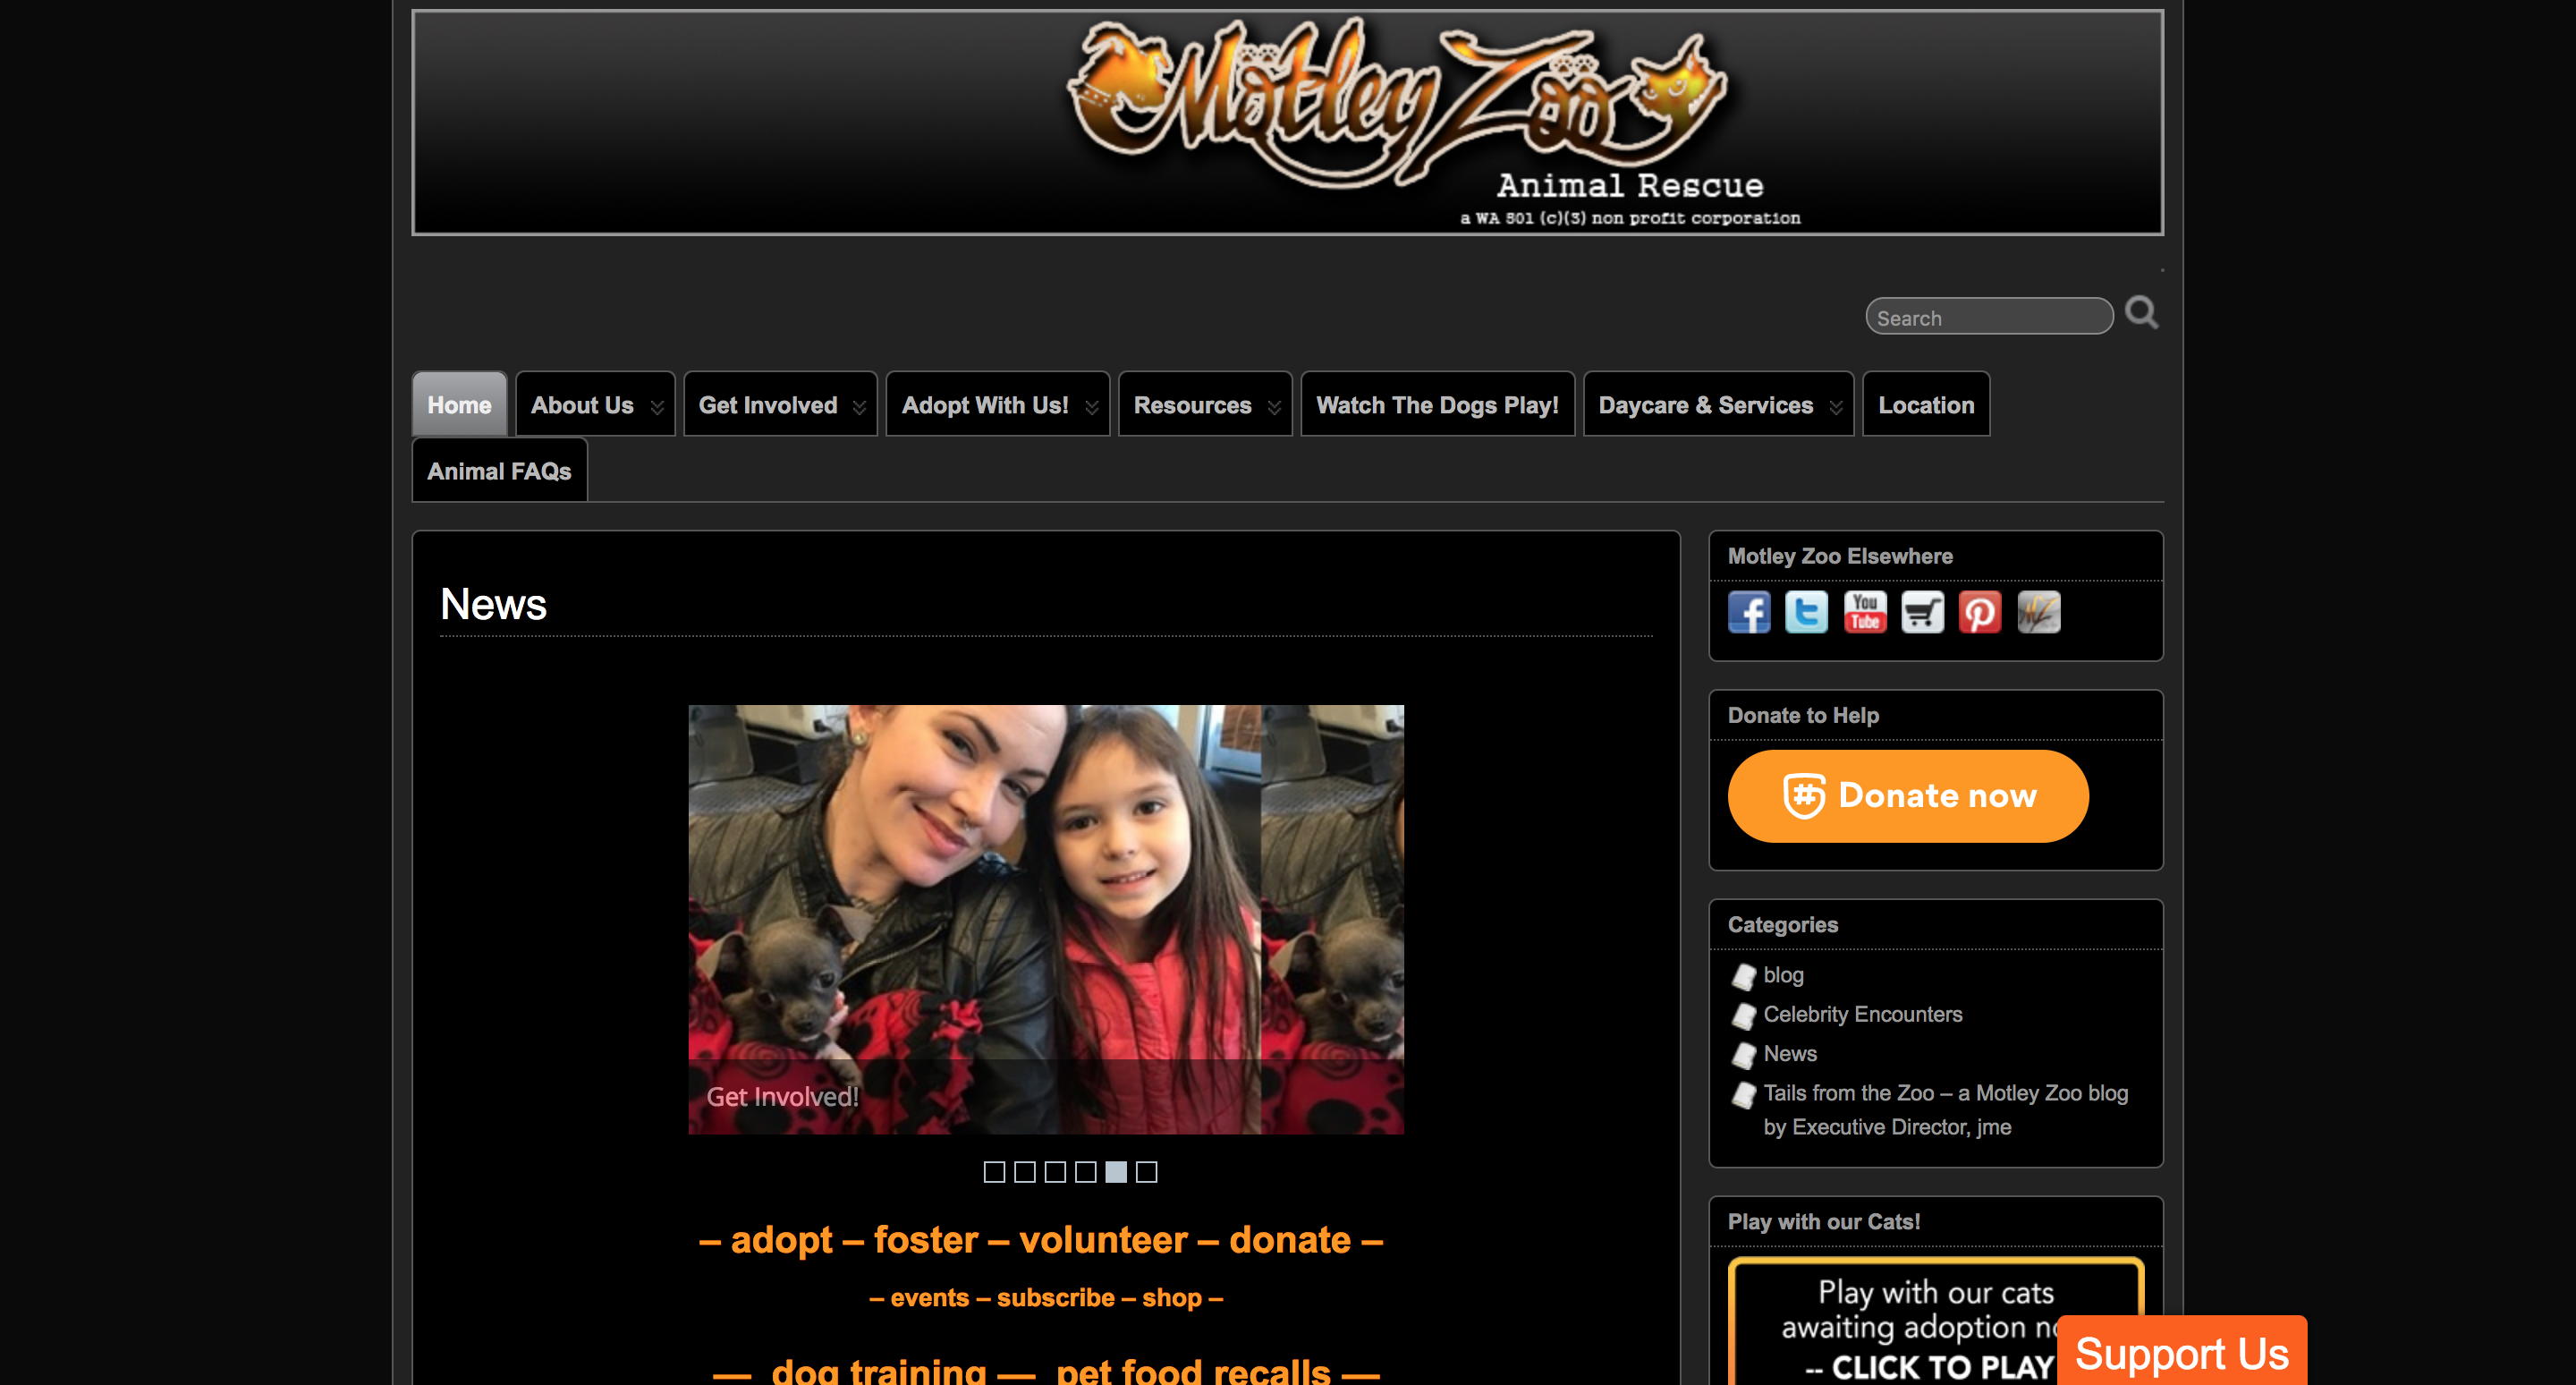 Mötley Zöö
Animal Rescue
a WA 501 (c)(3) non profit corporation
Search
Home
About Us
Get Involved
Adopt With Us!
Resources
Watch The Dogs Play!
Daycare & Services
Location
Animal FAQs
News
Get Involved!
– adopt – foster – volunteer – donate –
– events – subscribe – shop –
— dog training — pet food recalls —
Motley Zoo Elsewhere
You
Tube
Donate to Help
Donate now
Categories
blog
Celebrity Encounters
News
Tails from the Zoo – a Motley Zoo blog
by Executive Director, jme
Play with our Cats!
Play with our cats
awaiting adoption
-- CLICK TO PLAY
Support Us